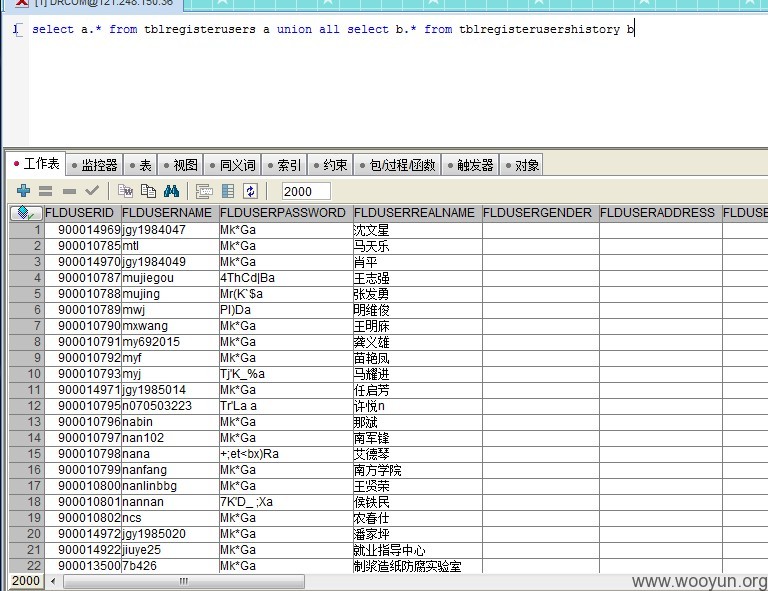 [1] DRCOM@121.248.150.36
1 select a.* from tblregisterusers a union all select b.* from tblregisterusershistory b
工作表 监控器 表 视图 同义词 索引 约束 包/过程/函数 触发器 对象
2000
FLDUSERID FLDUSERNAME FLDUSERPASSWORD FLDUSERREALNAME FLDUSERGENDER FLDUSERADDRESS FLDUSE
1 900014969 jgy1984047 Mk*Ga 沈文星
2 900010785 mtl Mk*Ga 马天乐
3 900014970 jgy1984049 Mk*Ga 肖平
4 900010787 mujiegou 4ThCd|Ba 王志强
5 900010788 mujing Mr(K`$a 张发勇
6 900010789 mwj Pl)Da 明维俊
7 900010790 mxwang Mk*Ga 王明庥
8 900010791 my692015 Mk*Ga 龚义雄
9 900010792 myf Mk*Ga 苗艳凤
10 900010793 myj Tj'K_%a 马耀进
11 900014971 jgy1985014 Mk*Ga 任启芳
12 900010795 n070503223 Tr'La a 许悦n
13 900010796 nabin Mk*Ga 那斌
14 900010797 nan102 Mk*Ga 南军锋
15 900010798 nana +;et<bx)Ra 艾德琴
16 900010799 nanfang Mk*Ga 南方学院
17 900010800 nanlinbbg Mk*Ga 王贤荣
18 900010801 nannan 7K'D_ ;Xa 侯铁民
19 900010802 ncs Mk*Ga 农春仕
20 900014972 jgy1985020 Mk*Ga 潘家坪
21 900014922 jiuye25 Mk*Ga 就业指导中心
22 900013500 7b426 Mk*Ga 制浆造纸防腐实验室
2000
www.wooyun.org